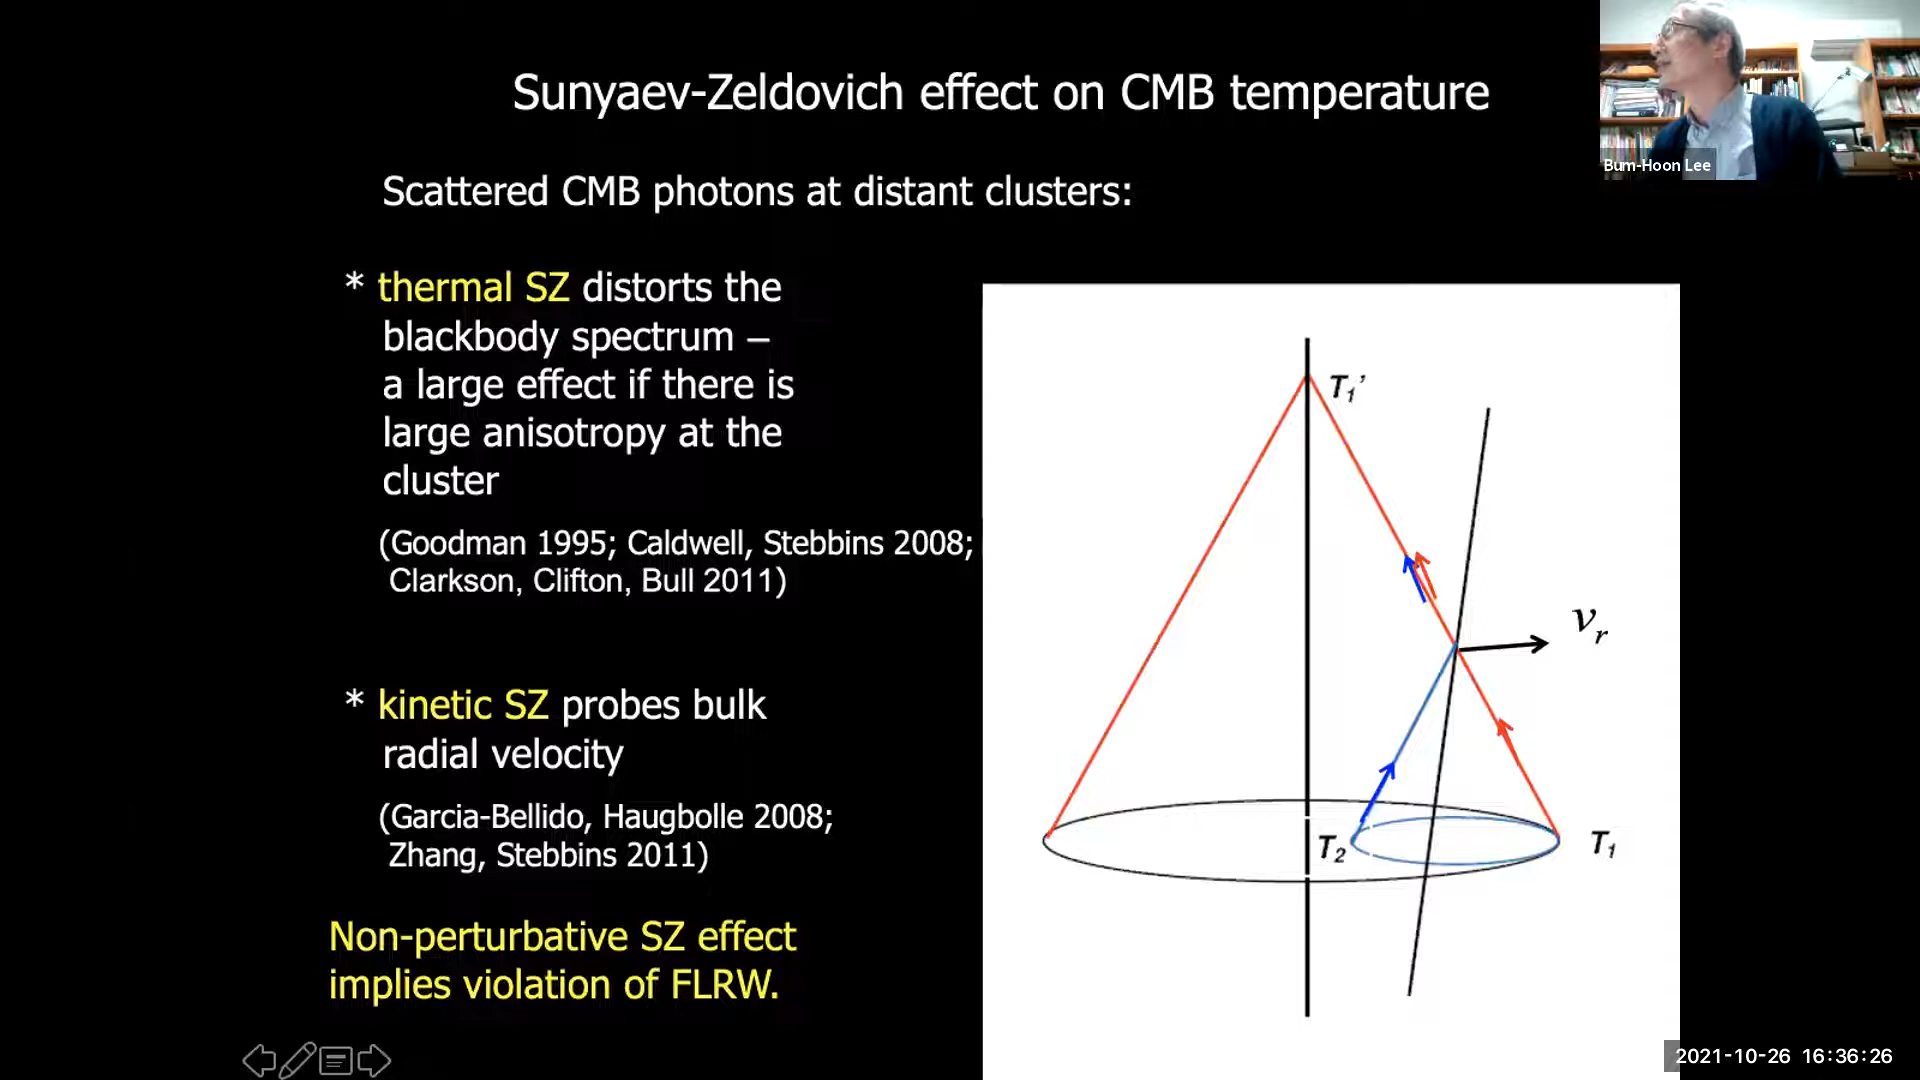 Sunyaev-Zeldovich effect on CMB temperature
Bum-Hoon Lee
Scattered CMB photons at distant clusters:
* thermal SZ distorts the
blackbody spectrum –
a large effect if there is
large anisotropy at the
cluster
(Goodman 1995; Caldwell, Stebbins 2008;
Clarkson, Clifton, Bull 2011)
* kinetic SZ probes bulk
radial velocity
(Garcia-Bellido, Haugbolle 2008;
Zhang, Stebbins 2011)
Non-perturbative SZ effect
implies violation of FLRW.
T₁’
vᵣ
T₂
T₁
2021-10-26 16:36:26